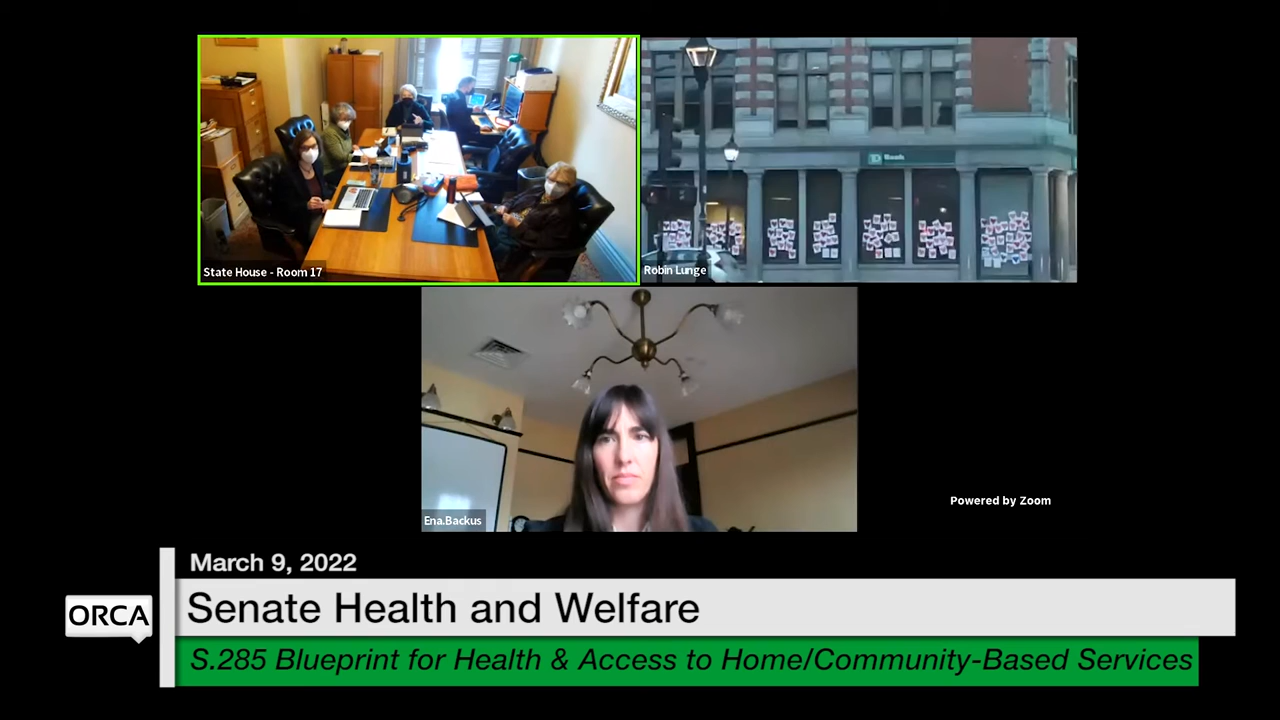 TD Bank
State House - Room 17
Robin Lunge
Ena.Backus
Powered by Zoom
March 9, 2022
ORCA
Senate Health and Welfare
S.285 Blueprint for Health & Access to Home/Community-Based Services